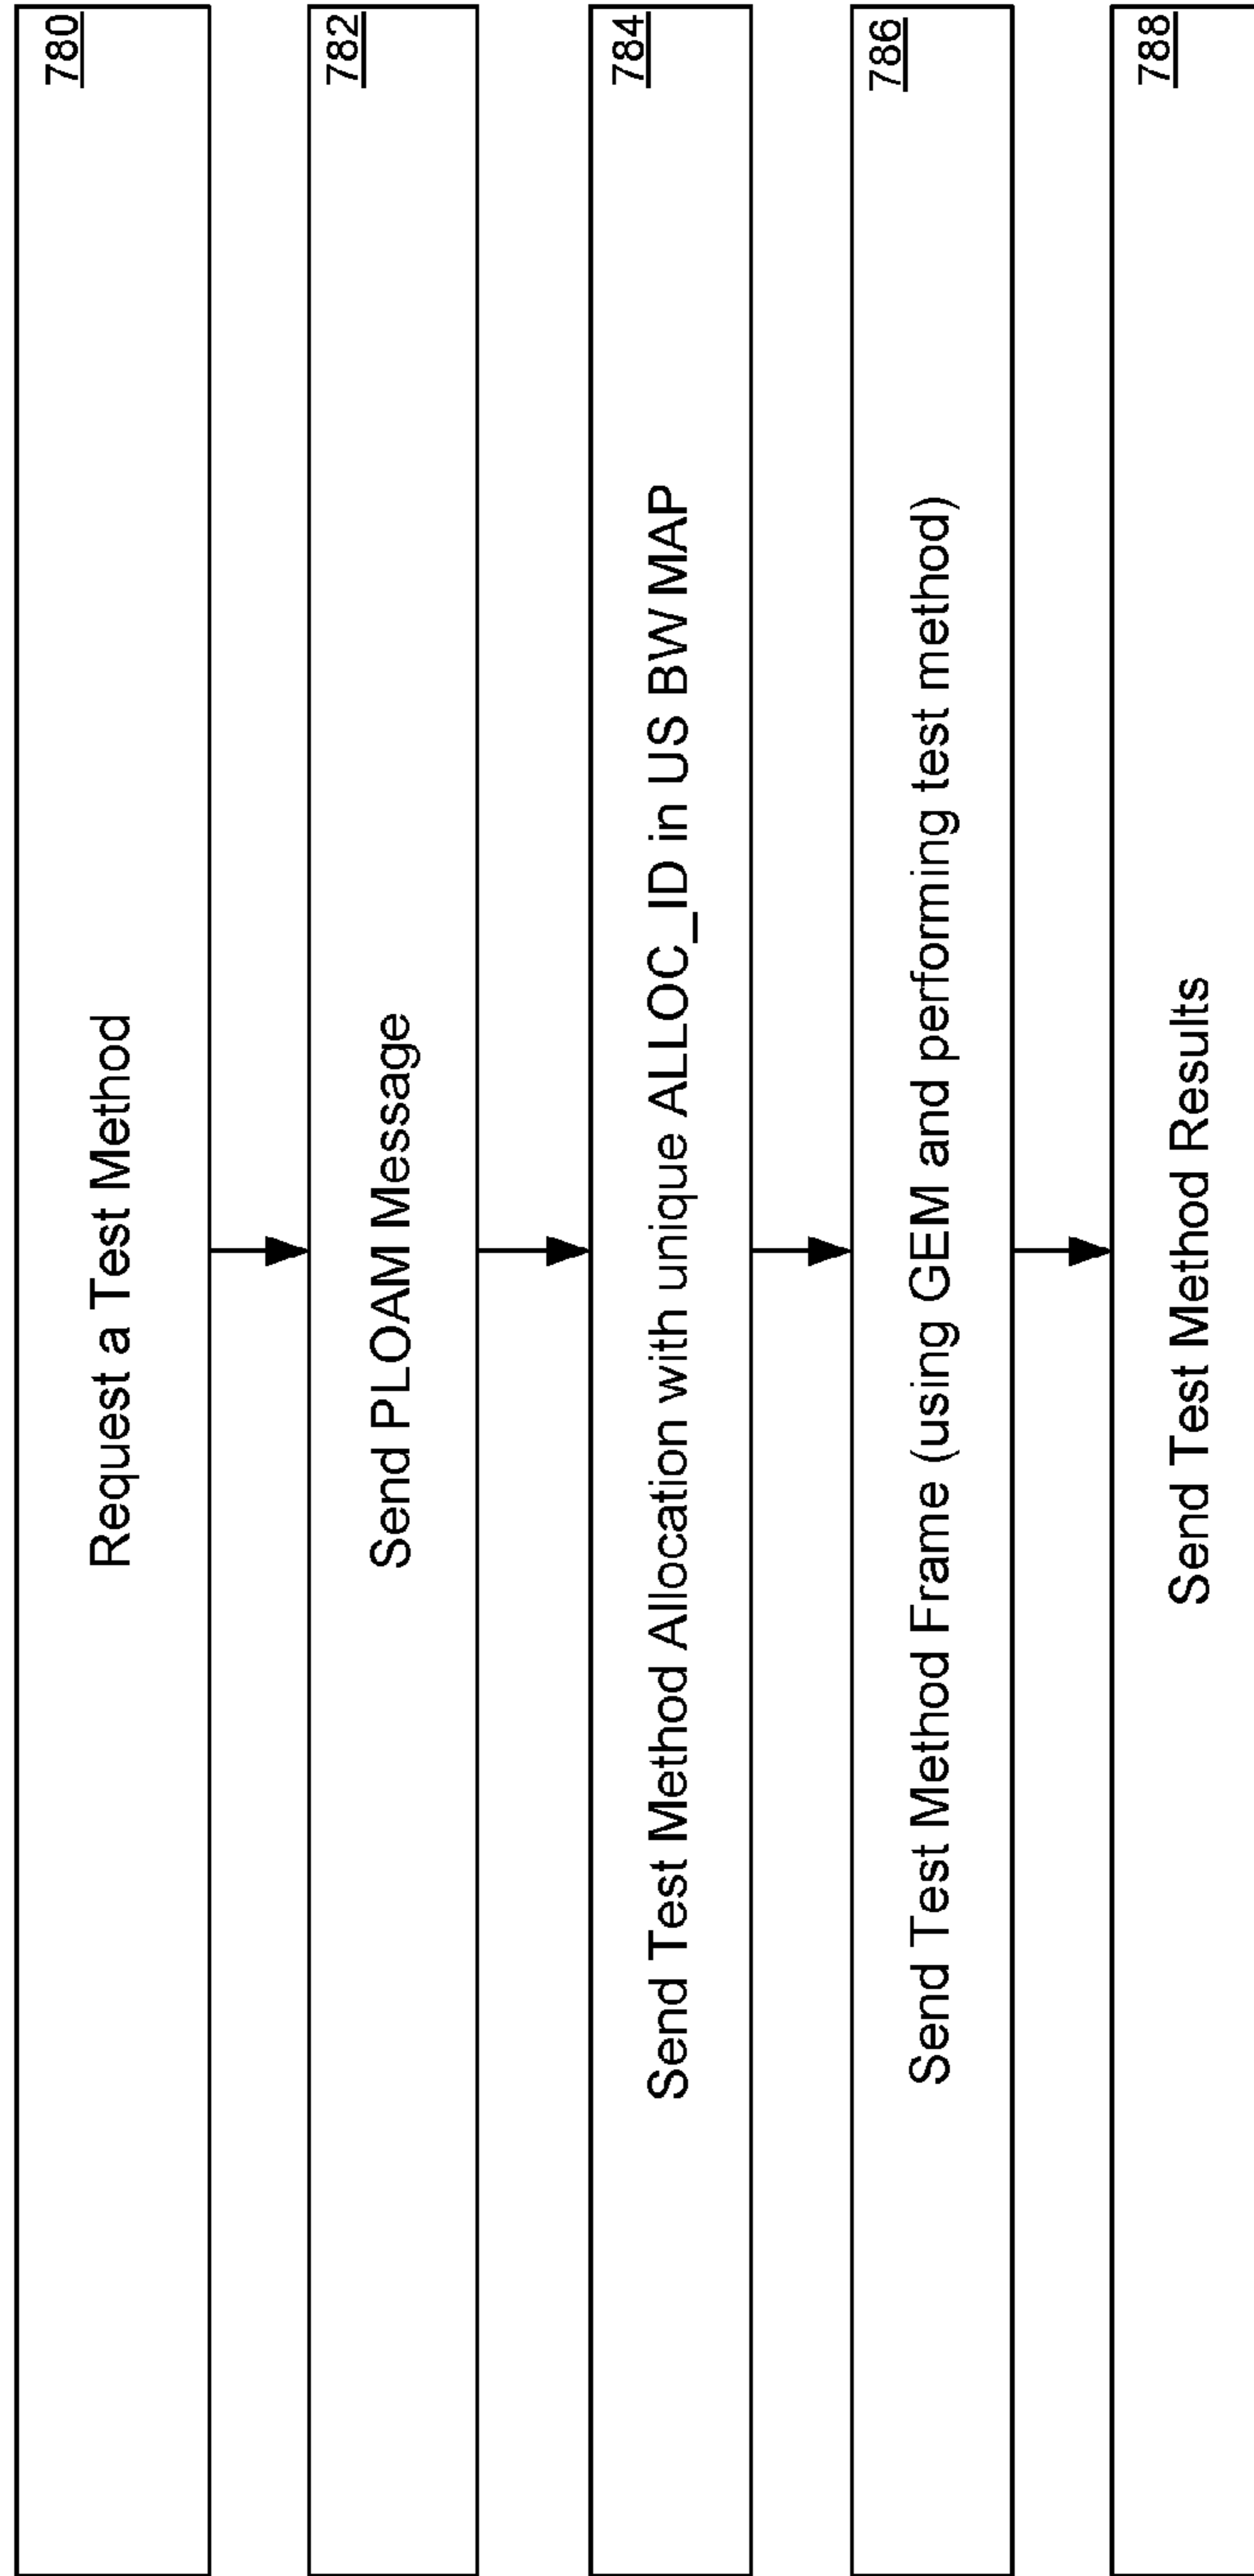 780
Request a Test Method
782
Send PLOAM Message
784
Send Test Method Allocation with unique ALLOC_ID in US BW MAP
786
Send Test Method Frame (using GEM and performing test method)
788
Send Test Method Results